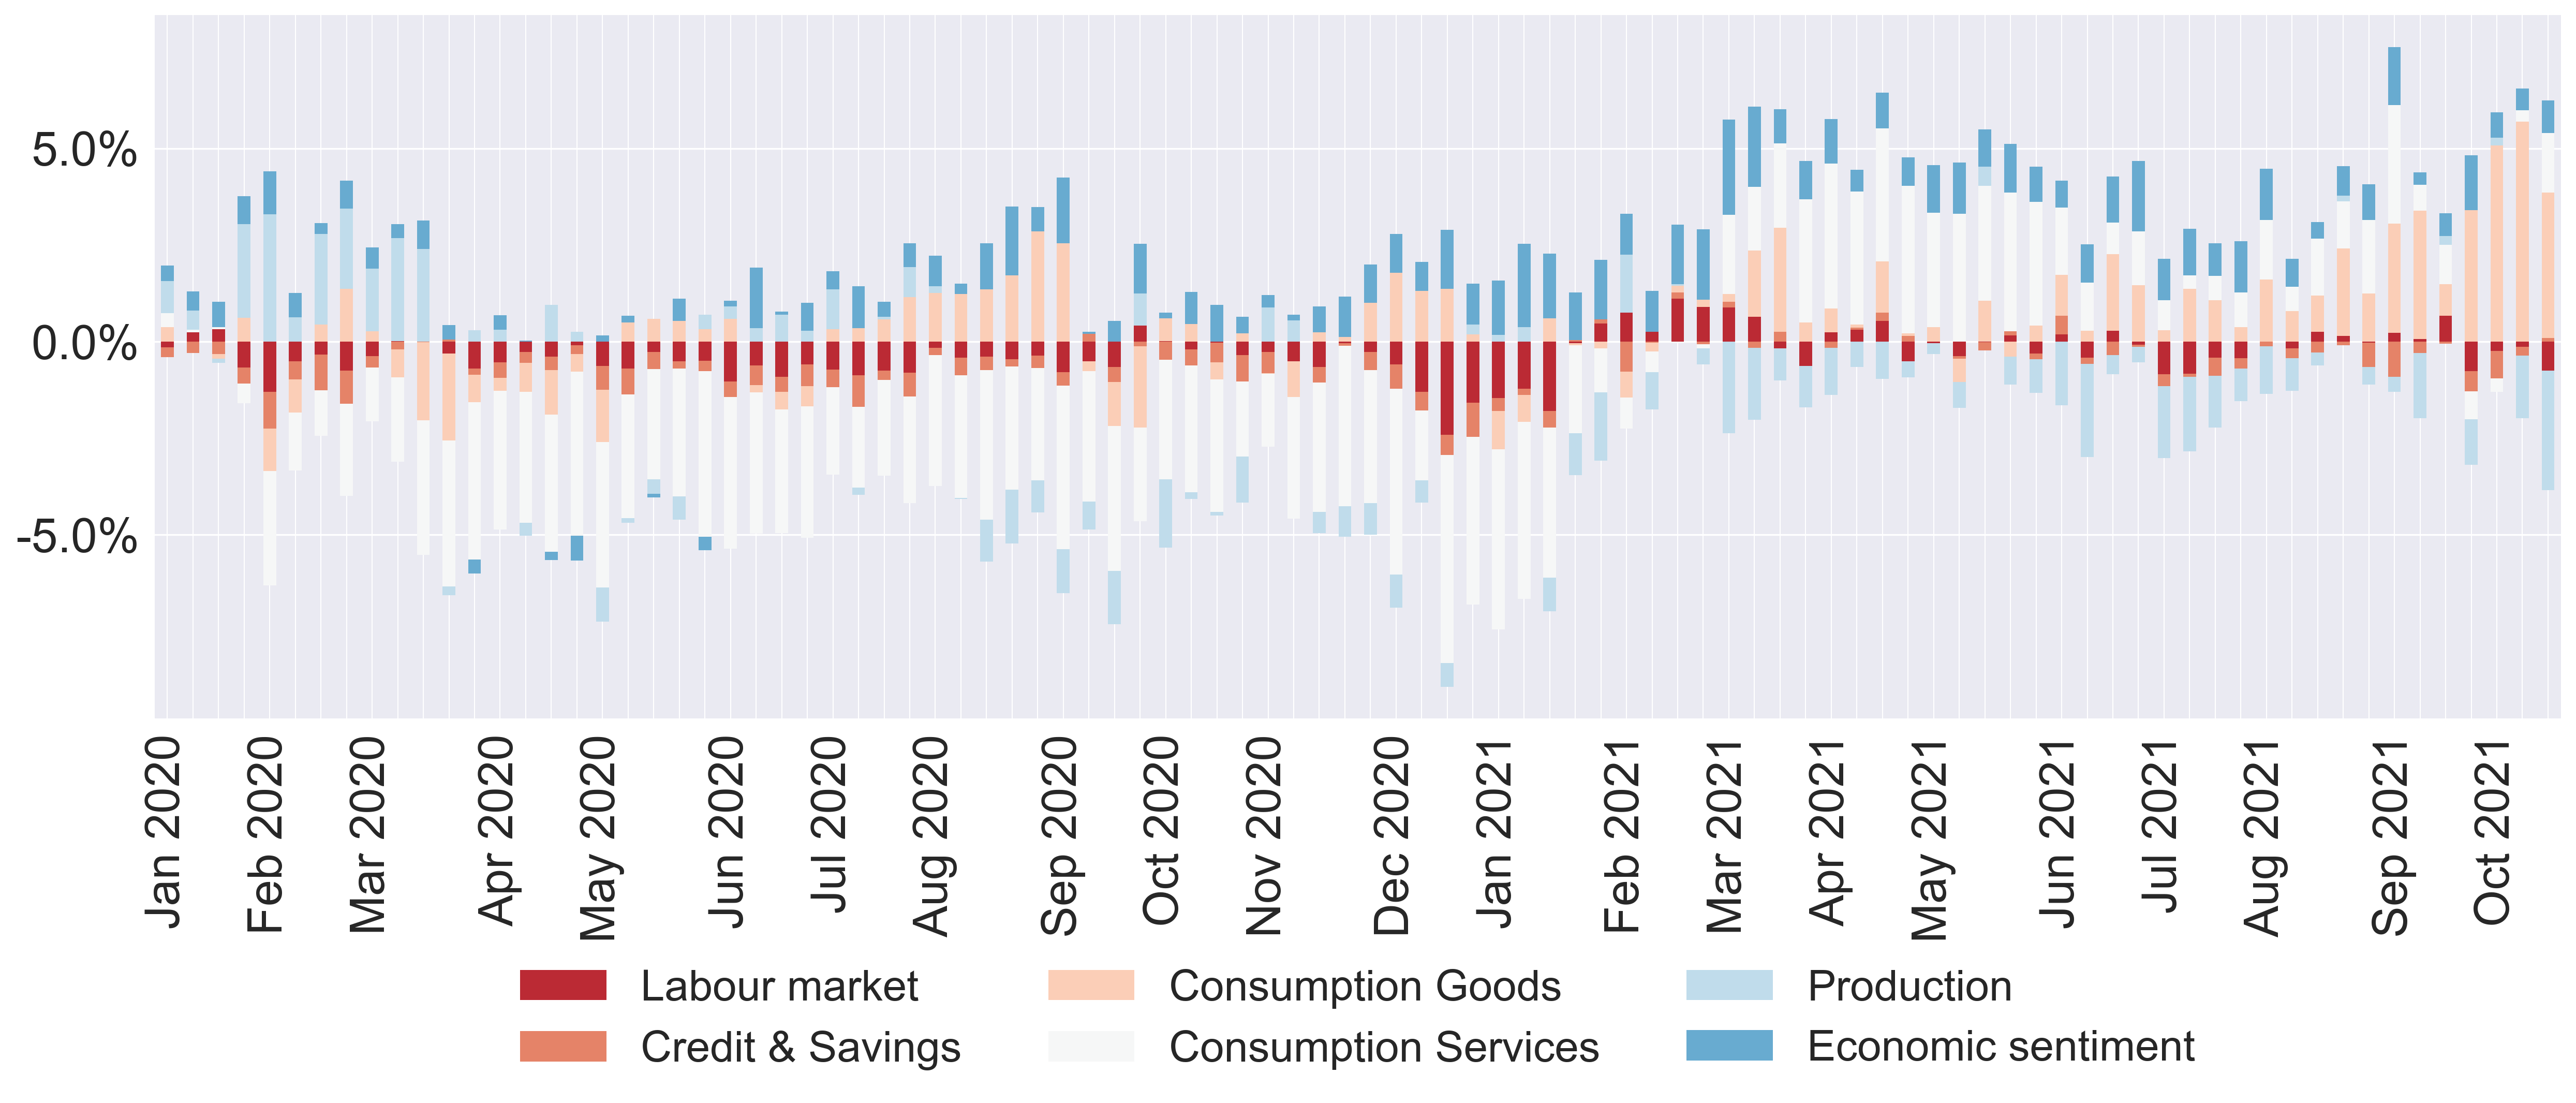 5.0%
0.0%
-5.0%
Jan 2020
Feb 2020
Mar 2020
Apr 2020
May 2020
Jun 2020
Jul 2020
Aug 2020
Sep 2020
Oct 2020
Nov 2020
Dec 2020
Jan 2021
Feb 2021
Mar 2021
Apr 2021
May 2021
Jun 2021
Jul 2021
Aug 2021
Sep 2021
Oct 2021
Labour market
Consumption Goods
Production
Credit & Savings
Consumption Services
Economic sentiment